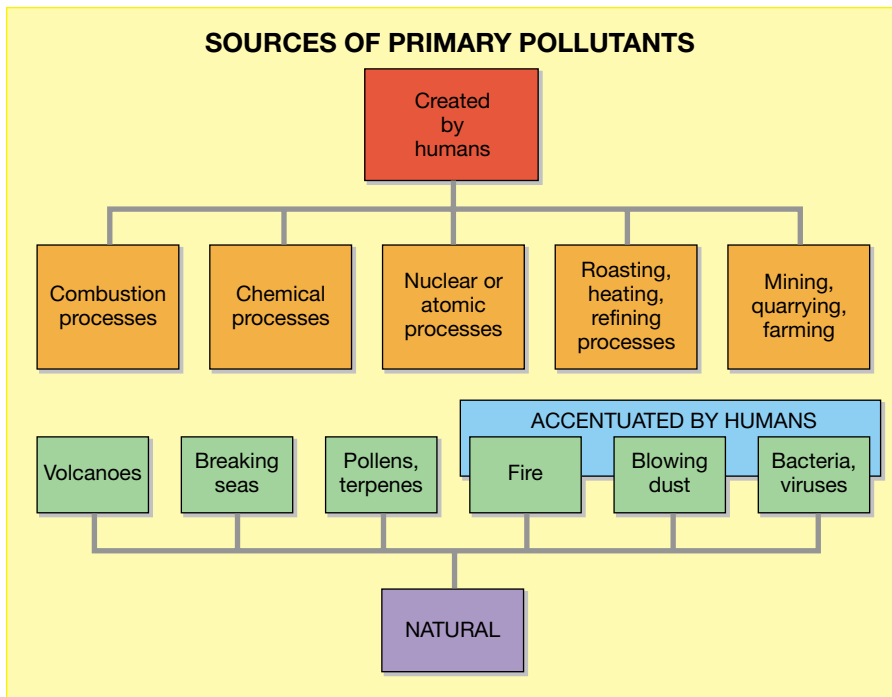 SOURCES OF PRIMARY POLLUTANTS
Created
by
humans
Combustion
processes
Chemical
processes
Nuclear or
atomic
processes
Roasting,
heating,
refining
processes
Mining,
quarrying,
farming
ACCENTUATED BY HUMANS
Volcanoes
Breaking
seas
Pollens,
terpenes
Fire
Blowing
dust
Bacteria,
viruses
NATURAL